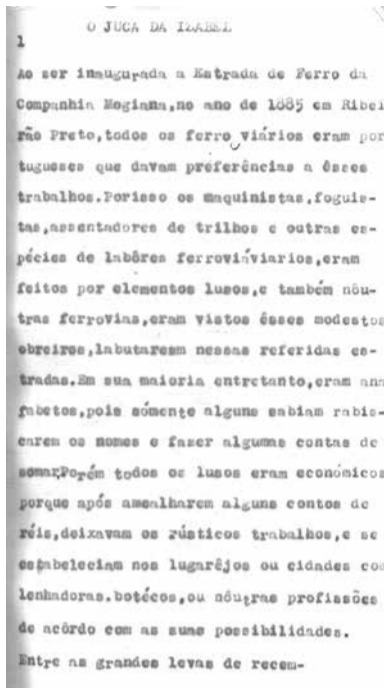 O JUCA DA IZABEL
1
Ao ser inaugurada a Estrada de Ferro da
Companhia Mogiana,no ano de 1885 em Ribei
rão Preto,todos os ferro viários eram por
tugueses que davam preferências a êsses
trabalhos.Porisso os maquinistas,foguis-
tas,assentadores de trilhos e outras es-
pécies de labôres ferroviáviarios,eram
feitos por elementos lusos,e também nôu-
tras ferrovias,eram vistos êsses modestos
obreiros,labutarem nessas referidas es-
tradas.Em sua maioria entretanto,eram ana
fabetos,pois sómente alguns sabiam rabis-
carem os nomes e fazer algumas contas de
somar,Porém todos os lusos eram económicos
porque após amealharem alguns contos de
réis,deixavam os rústicos trabalhos,e se
estabeleciam nos lugarêjos ou cidades com
lenhadoras.botécos,ou nôutras profissões
de acôrdo com as suas possibilidades.
Entre as grandes levas de recem-